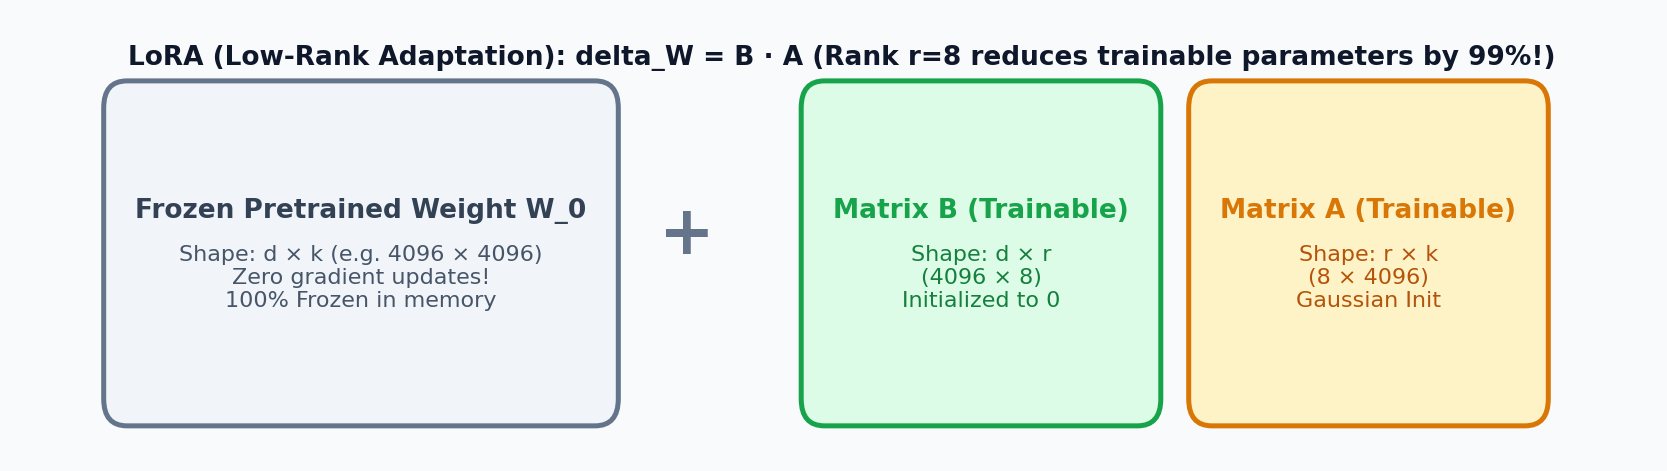 LoRA (Low-Rank Adaptation): delta_W = B · A (Rank r=8 reduces trainable parameters by 99%!)
Frozen Pretrained Weight W_0
Shape: d × k (e.g. 4096 × 4096)
Zero gradient updates!
100% Frozen in memory
+
Matrix B (Trainable)
Shape: d × r
(4096 × 8)
Initialized to 0
Matrix A (Trainable)
Shape: r × k
(8 × 4096)
Gaussian Init